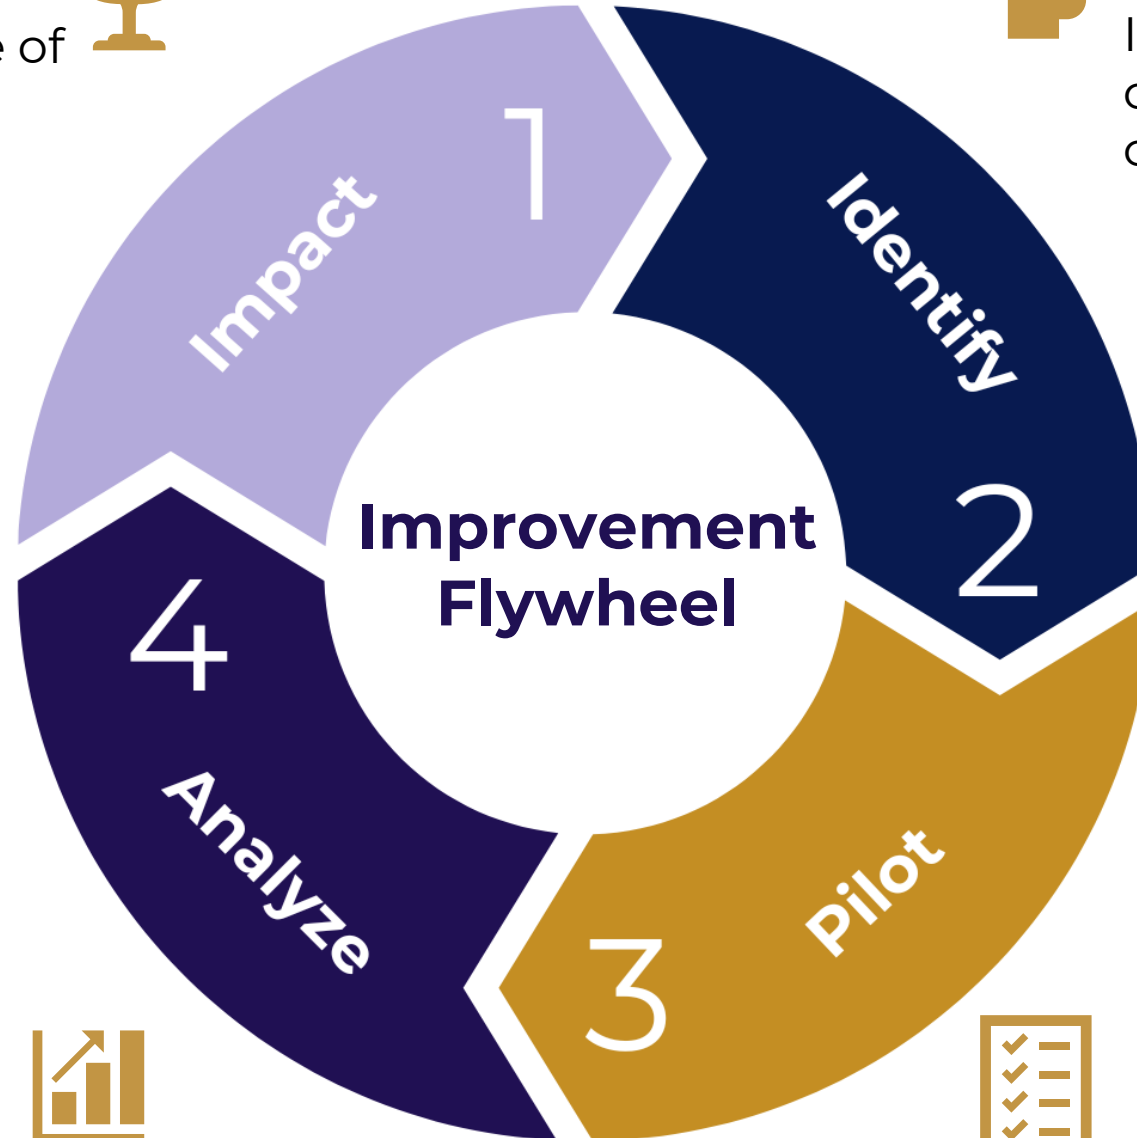 of
1
Impact
Identify
2
Improvement
Flywheel
4
Analyze
3
Pilot